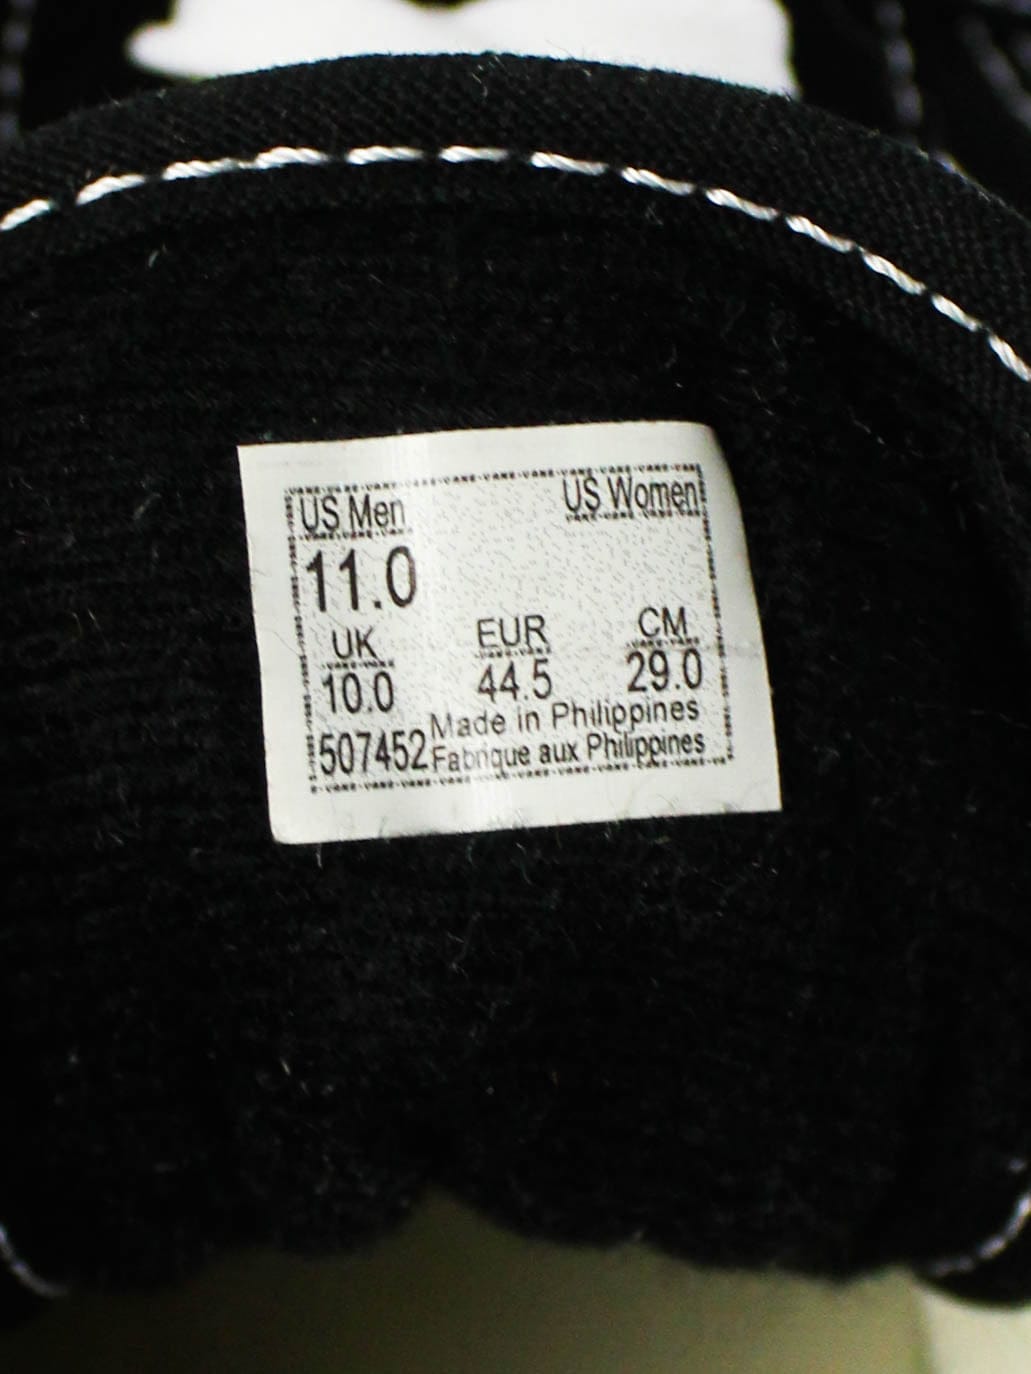 US Men US Women
11.0
UK EUR CM
10.0 44.5 29.0
Made in Philippines
507452 Fabrique aux Philippines